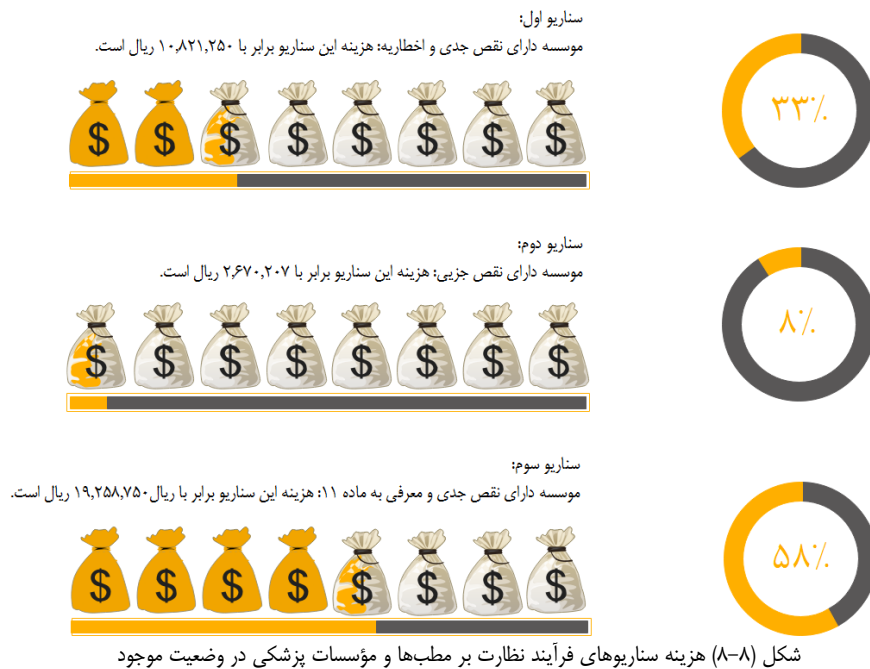 سناریو اول:
موسسه دارای نقص جدی و اخطاریه: هزینه این سناریو برابر با ۱۰,۸۲۱,۲۵۰ ریال است.
۳۳٪
$ $ $ $ $ $ $ $
سناریو دوم:
موسسه دارای نقص جزیی: هزینه این سناریو برابر با ۲,۶۷۰,۲۰۷ ریال است.
۸٪
$ $ $ $ $ $ $ $
سناریو سوم:
موسسه دارای نقص جدی و معرفی به ماده ۱۱: هزینه این سناریو برابر با ریال۱۹,۲۵۸,۷۵۰ ریال است.
۵۸٪
$ $ $ $ $ $ $ $
شکل (۸-۸) هزینه سناریوهای فرآیند نظارت بر مطب‌ها و مؤسسات پزشکی در وضعیت موجود